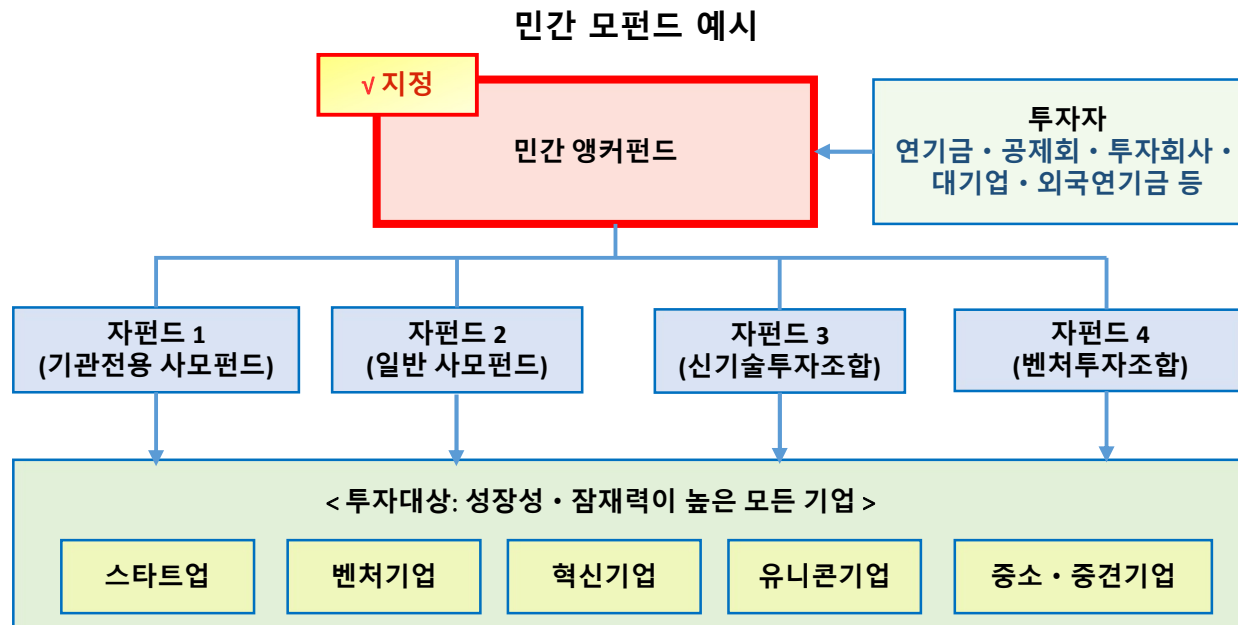 민간 모펀드 예시
√ 지정
민간 앵커펀드
투자자
연기금・공제회・투자회사・
대기업・외국연기금 등
자펀드 1
(기관전용 사모펀드)
자펀드 2
(일반 사모펀드)
자펀드 3
(신기술투자조합)
자펀드 4
(벤처투자조합)
< 투자대상: 성장성・잠재력이 높은 모든 기업 >
스타트업
벤처기업
혁신기업
유니콘기업
중소・중견기업